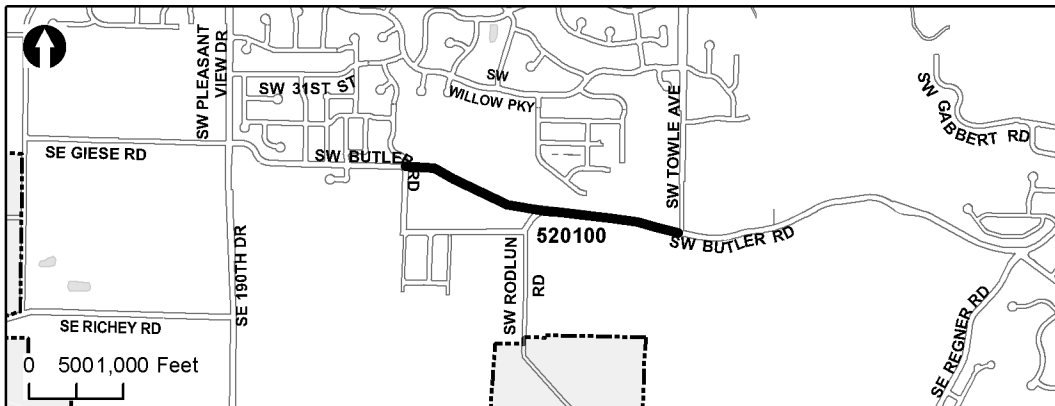 SW PLEASANT
VIEW DR
SW 31ST ST
SW
WILLOW PKY
SW TOWLE AVE
SW GABBERT RD
SE GIESE RD
SW BUTLER RD
520100
SW BUTLER RD
SE 190TH DR
SW RODLUN
RD
SE RICHEY RD
SE REGNER RD
0 500 1,000 Feet